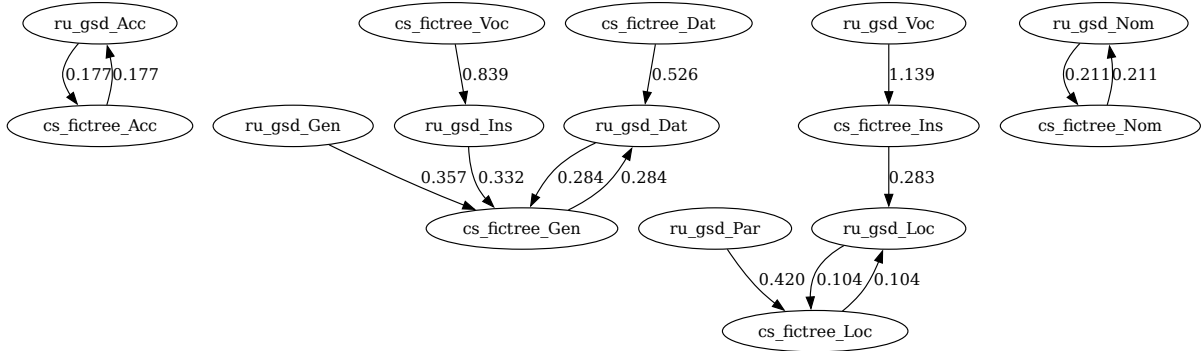 ru_gsd_Acc
cs_fictree_Voc
cs_fictree_Dat
ru_gsd_Voc
ru_gsd_Nom
0.177
0.177
0.839
0.526
1.139
0.211
0.211
cs_fictree_Acc
ru_gsd_Gen
ru_gsd_Ins
ru_gsd_Dat
cs_fictree_Ins
cs_fictree_Nom
0.357
0.332
0.284
0.284
0.283
cs_fictree_Gen
ru_gsd_Par
ru_gsd_Loc
0.420
0.104
0.104
cs_fictree_Loc